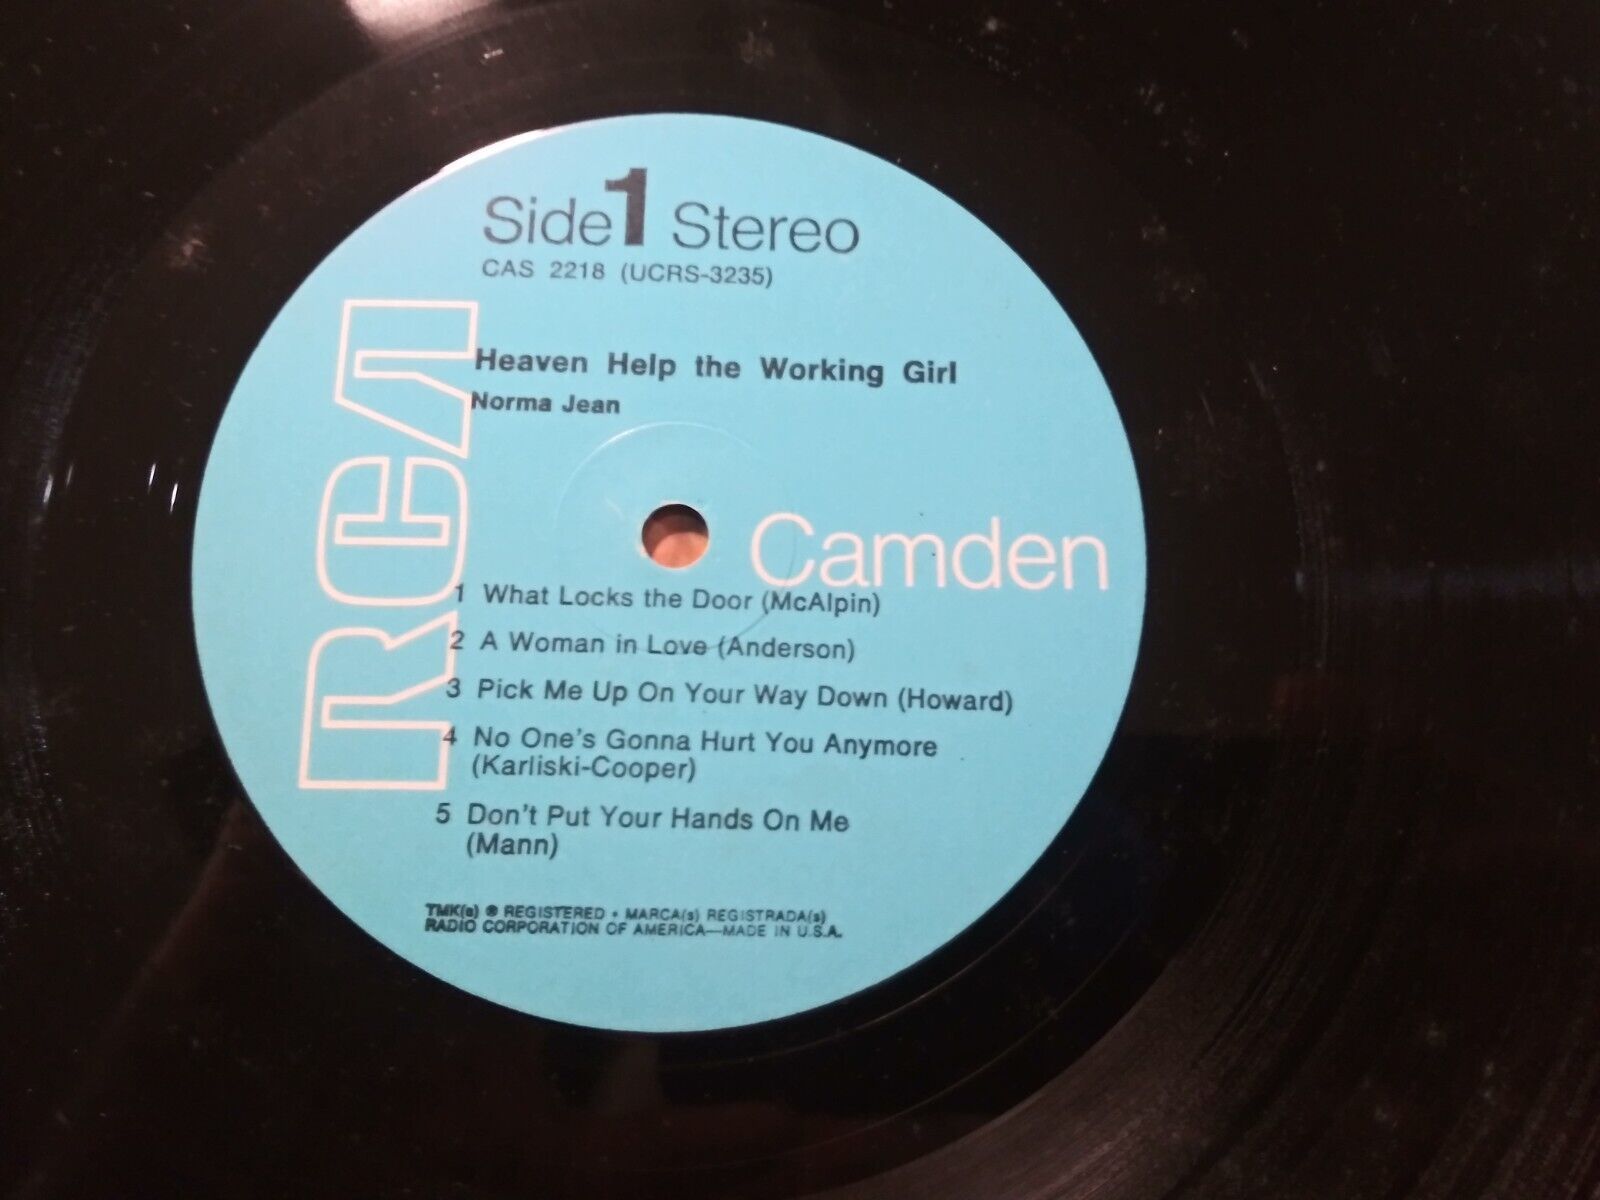 Side 1 Stereo
CAS 2218 (UCRS-3235)
RCA
Heaven Help the Working Girl
Norma Jean
Camden
1 What Locks the Door (McAlpin)
2 A Woman in Love (Anderson)
3 Pick Me Up On Your Way Down (Howard)
4 No One's Gonna Hurt You Anymore
(Karliski-Cooper)
5 Don't Put Your Hands On Me
(Mann)
TMK(s) ® REGISTERED • MARCA(s) REGISTRADA(s)
RADIO CORPORATION OF AMERICA—MADE IN U.S.A.